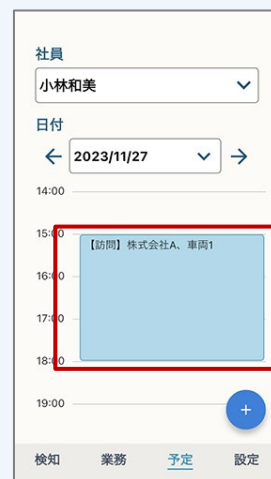 社員
小林和美
日付
← 2023/11/27 →
14:00
15:00
【訪問】株式会社A、車両1
16:00
17:00
18:00
19:00
+
検知 業務 予定 設定